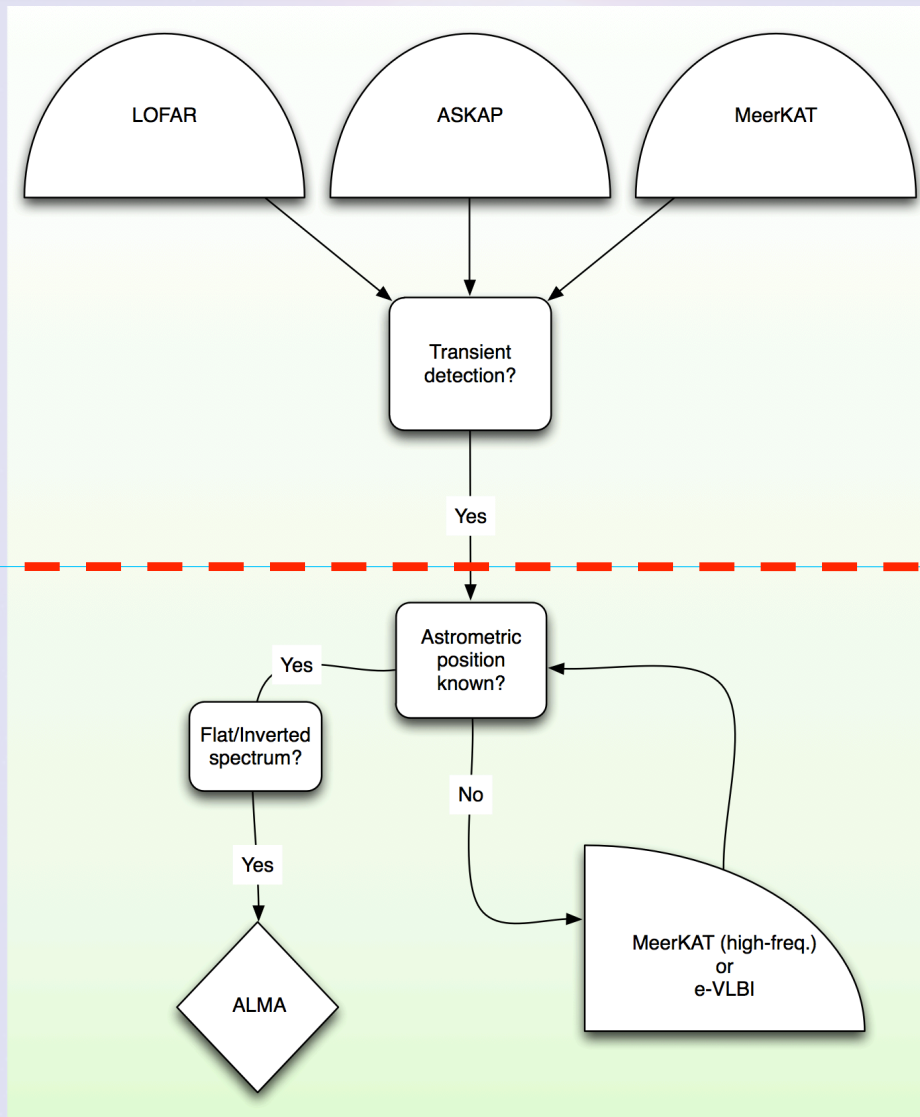 LOFAR
ASKAP
MeerKAT
Transient
detection?
Yes
Astrometric
position
known?
Yes
Flat/Inverted
spectrum?
No
Yes
MeerKAT (high-freq.)
or
e-VLBI
ALMA